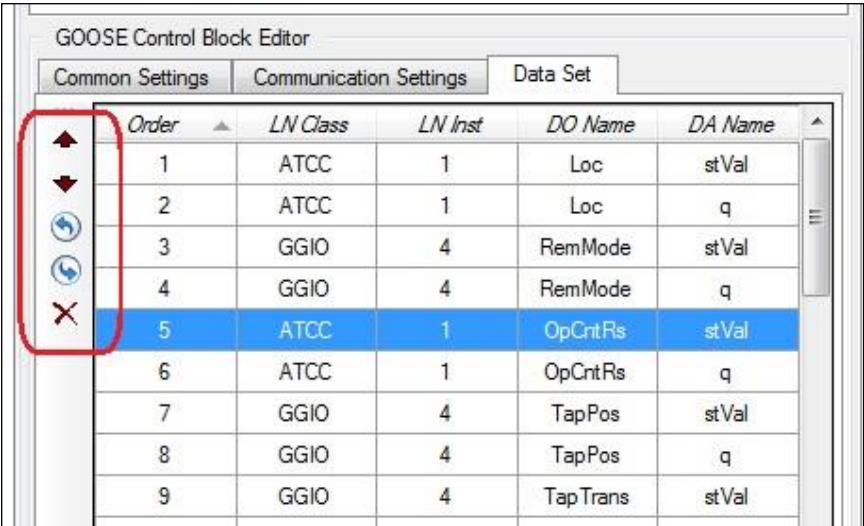 GOOSE Control Block Editor
Common Settings Communication Settings Data Set
Order LN Class LN Inst DO Name DA Name
1 ATCC 1 Loc stVal
2 ATCC 1 Loc q
3 GGIO 4 RemMode stVal
4 GGIO 4 RemMode q
5 ATCC 1 OpCntRs stVal
6 ATCC 1 OpCntRs q
7 GGIO 4 TapPos stVal
8 GGIO 4 TapPos q
9 GGIO 4 TapTrans stVal